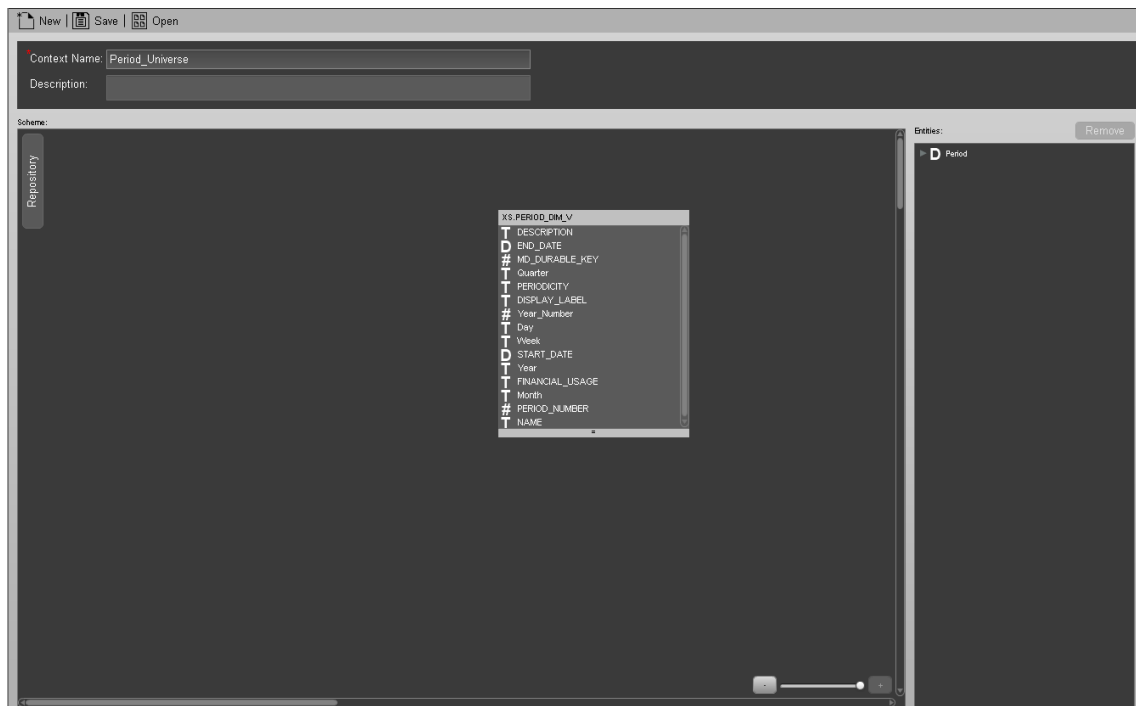 New | Save | Open
Context Name: Period_Universe
Description:
Scheme:
Entities:
Remove
Repository
D Period
XS.PERIOD_DIM_V
T DESCRIPTION
D END_DATE
# MD_DURABLE_KEY
T Quarter
T PERIODICITY
T DISPLAY_LABEL
# Year_Number
T Day
T Week
D START_DATE
T Year
T FINANCIAL_USAGE
T Month
# PERIOD_NUMBER
T NAME
- +